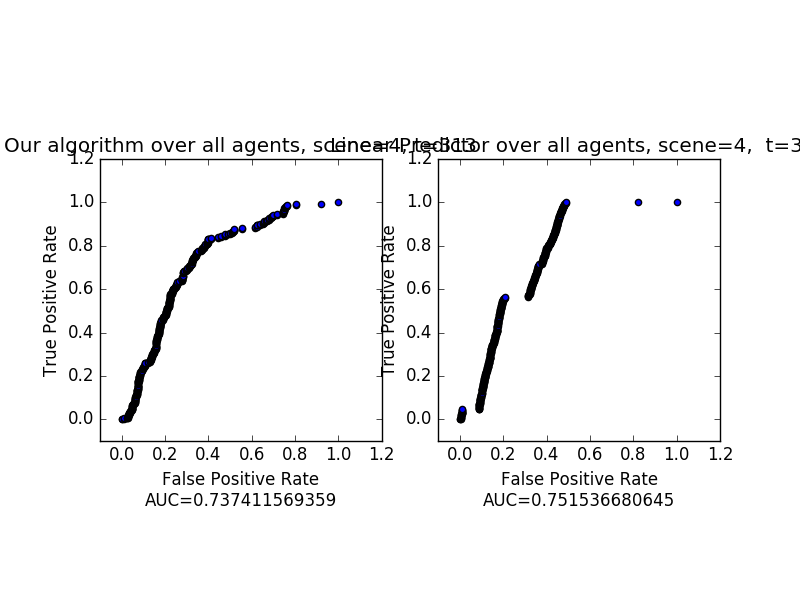 Our algorithm over all agents, scene=4, t=313
Linear Predictor over all agents, scene=4, t=3
1.2
1.0
0.8
0.6
0.4
0.2
0.0
True Positive Rate
0.0 0.2 0.4 0.6 0.8 1.0 1.2
False Positive Rate
AUC=0.737411569359
1.2
1.0
0.8
0.6
0.4
0.2
0.0
True Positive Rate
0.0 0.2 0.4 0.6 0.8 1.0 1.2
False Positive Rate
AUC=0.751536680645